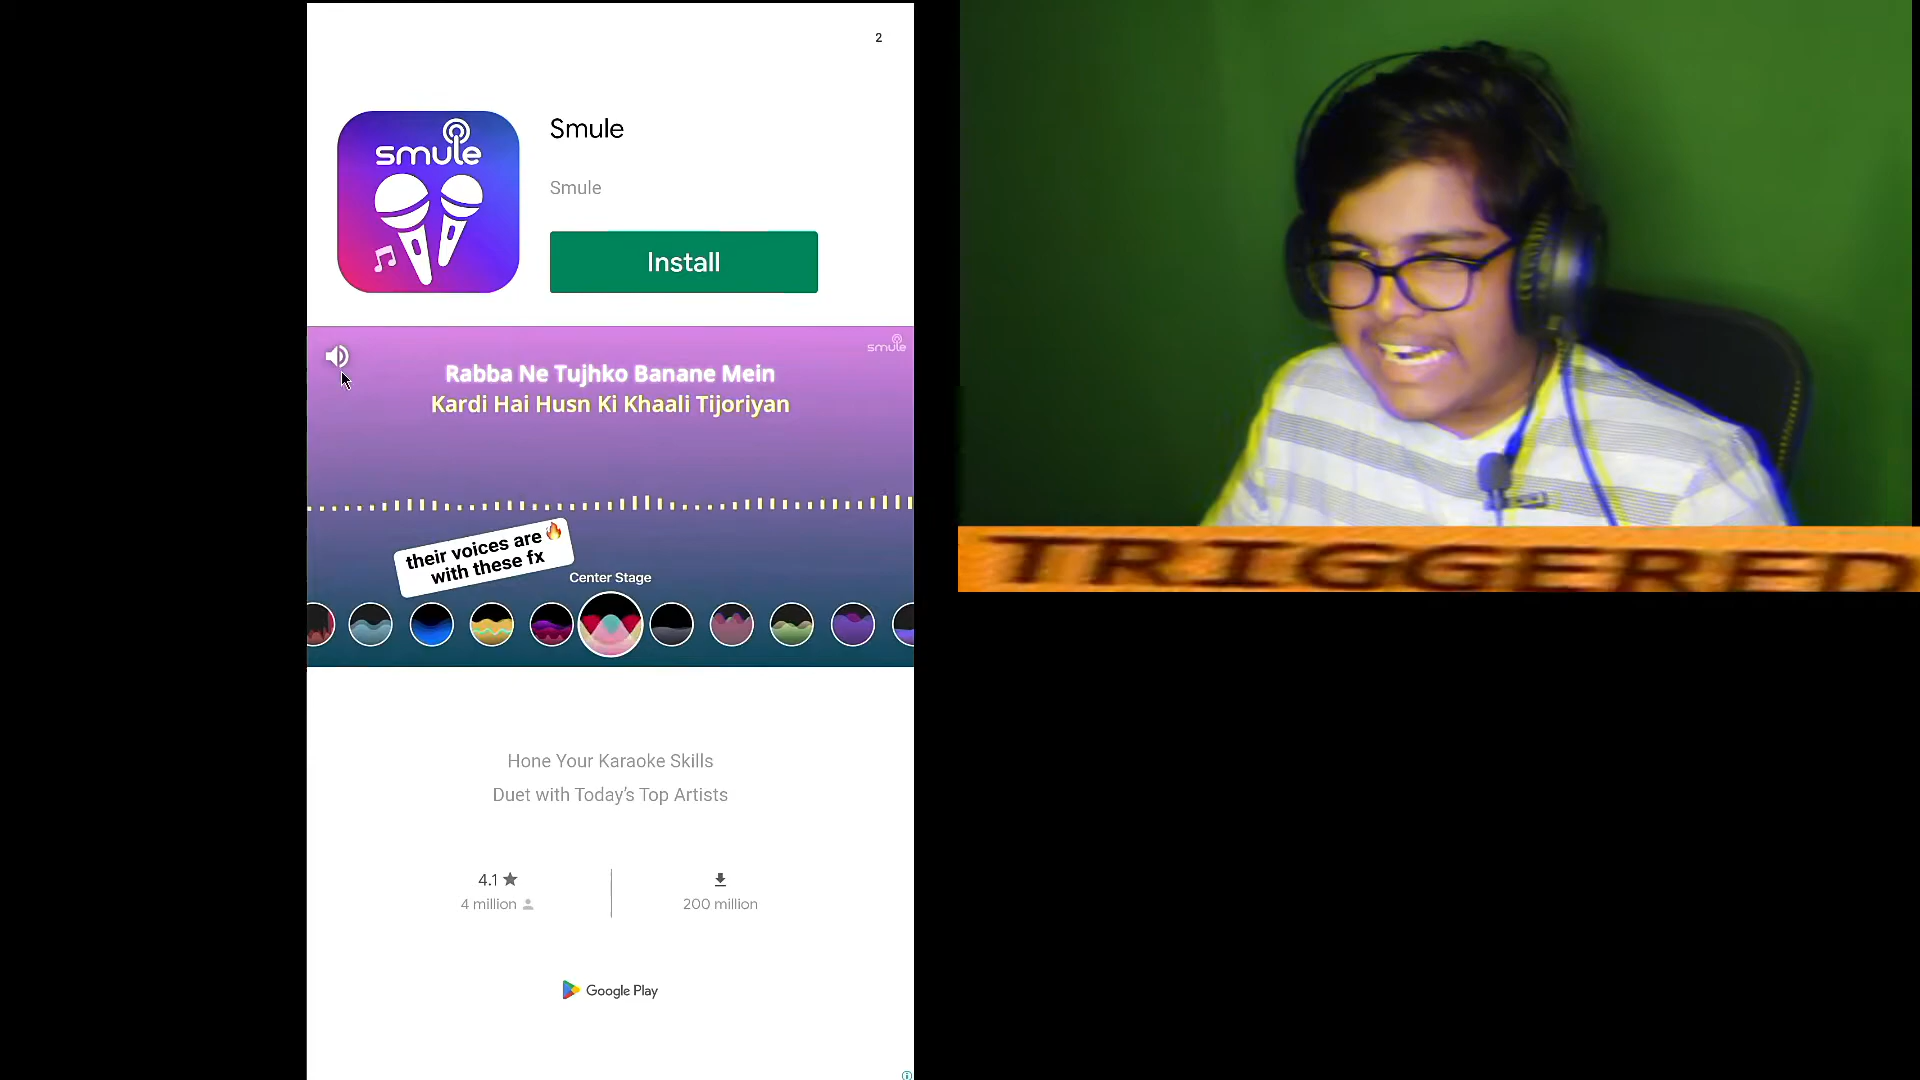 2
smule
Smule
Smule
Install
smule
Rabba Ne Tujhko Banane Mein
Kardi Hai Husn Ki Khaali Tijoriyan
their voices are🔥
with these fx
Center Stage
TRIGGERED
Hone Your Karaoke Skills
Duet with Today’s Top Artists
4.1 ★
4 million
200 million
Google Play